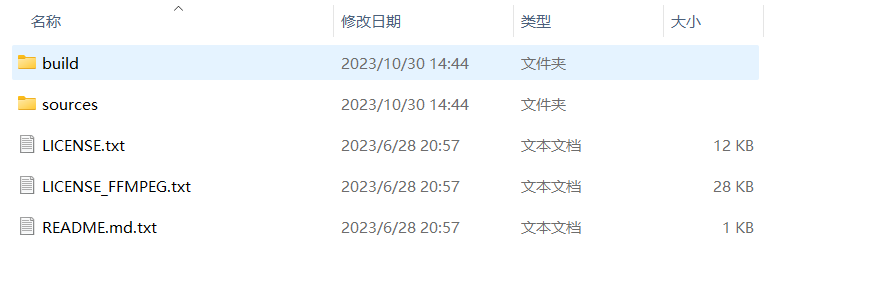 名称 修改日期 类型 大小
build 2023/10/30 14:44 文件夹
sources 2023/10/30 14:44 文件夹
LICENSE.txt 2023/6/28 20:57 文本文档 12 KB
LICENSE_FFMPEG.txt 2023/6/28 20:57 文本文档 28 KB
README.md.txt 2023/6/28 20:57 文本文档 1 KB